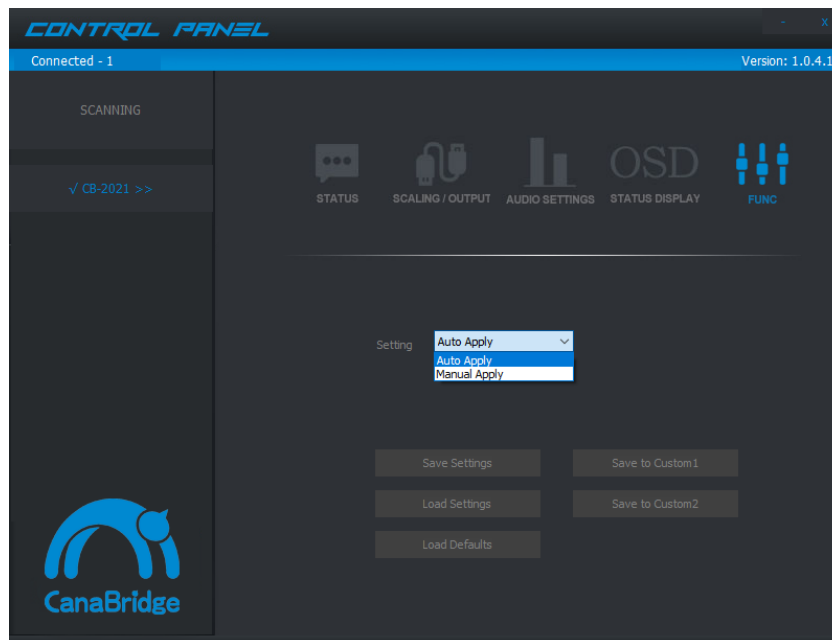 CONTROL PANEL
- x
Connected - 1
Version: 1.0.4.1
SCANNING
√ CB-2021 >>
OSD
STATUS
SCALING / OUTPUT
AUDIO SETTINGS
STATUS DISPLAY
FUNC
Setting
Auto Apply
Auto Apply
Manual Apply
Save Settings
Save to Custom1
Load Settings
Save to Custom2
Load Defaults
CanaBridge